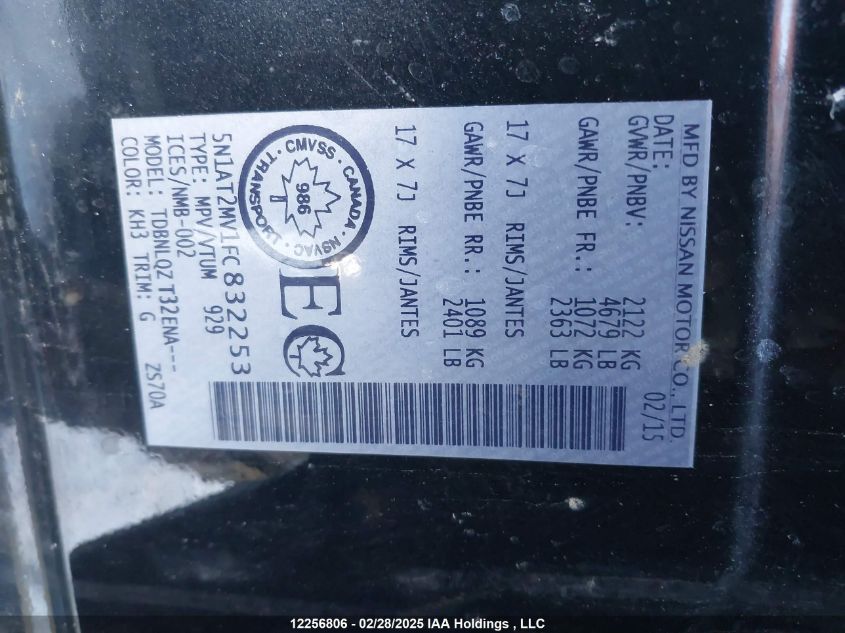 MFD BY NISSAN MOTOR CO., LTD.
DATE: 02/15
GVWR/PNBV: 2122 KG
4679 LB
GAWR/PNBE FR.: 1072 KG
2363 LB
17 X 7J RIMS/JANTES
GAWR/PNBE RR.: 1089 KG
2401 LB
17 X 7J RIMS/JANTES
CMVSS · CANADA · NSVAC · TRANSPORT ·
986
EC
5N1AT2MV1FC832253
TYPE: MPV/VTUM 929
ICES/NMB-002
MODEL: TDBNLQZ T32ENA---
COLOR: KH3 TRIM: G ZS70A
12256806 - 02/28/2025 IAA Holdings , LLC